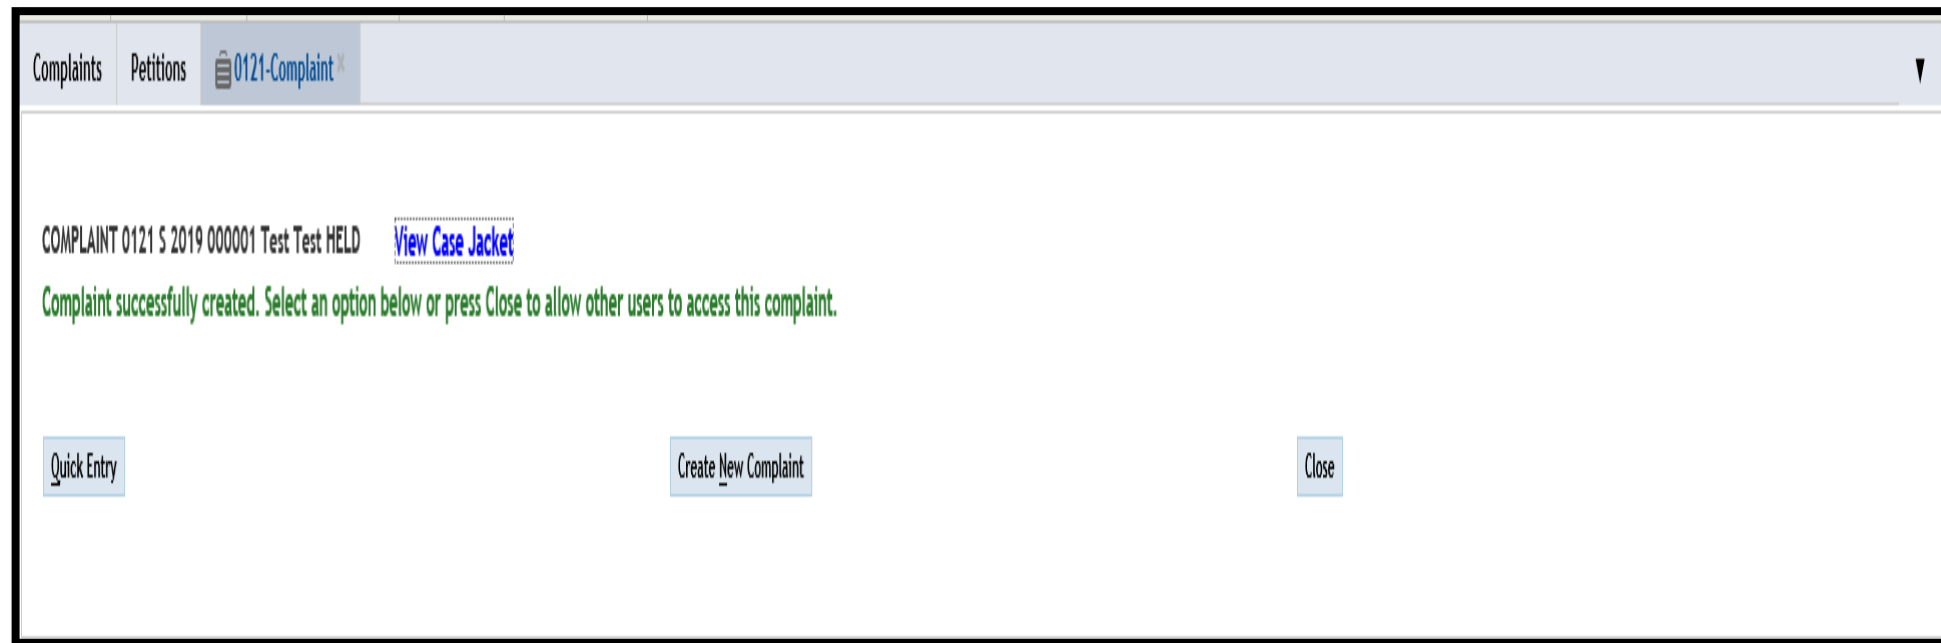 Complaints Petitions 0121-Complaint x
COMPLAINT 0121 S 2019 000001 Test Test HELD View Case Jacket
Complaint successfully created. Select an option below or press Close to allow other users to access this complaint.
Quick Entry Create New Complaint Close